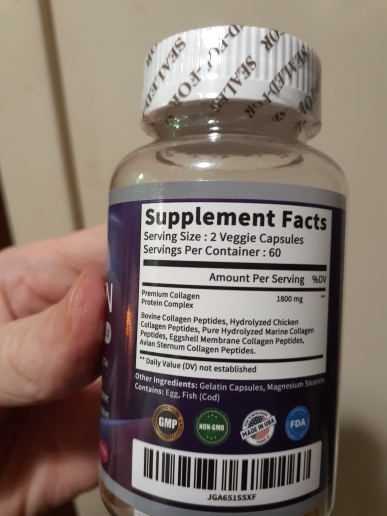 SEALED-FOR
Supplement Facts
Serving Size : 2 Veggie Capsules
Servings Per Container : 60
Amount Per Serving %DV
Premium Collagen
Protein Complex 1800 mg **
Bovine Collagen Peptides, Hydrolyzed Chicken
Collagen Peptides, Pure Hydrolyzed Marine Collagen
Peptides, Eggshell Membrane Collagen Peptides,
Avian Sternum Collagen Peptides.
** Daily Value (DV) not established
Other Ingredients: Gelatin Capsules, Magnesium
Contains: Egg, Fish (Cod)
GMP
NON-GMO
MADE IN USA
FDA
JGA651SSXF